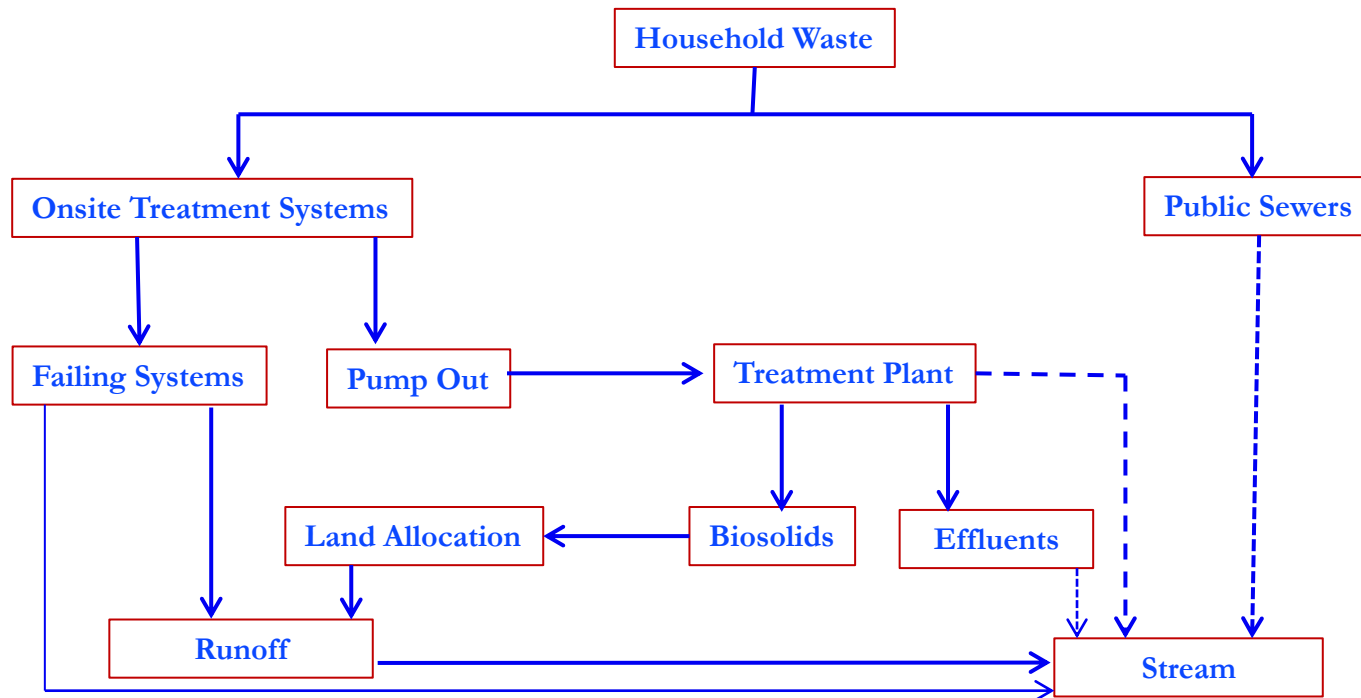 Household Waste
Onsite Treatment Systems
Public Sewers
Failing Systems
Pump Out
Treatment Plant
Land Allocation
Biosolids
Effluents
Runoff
Stream